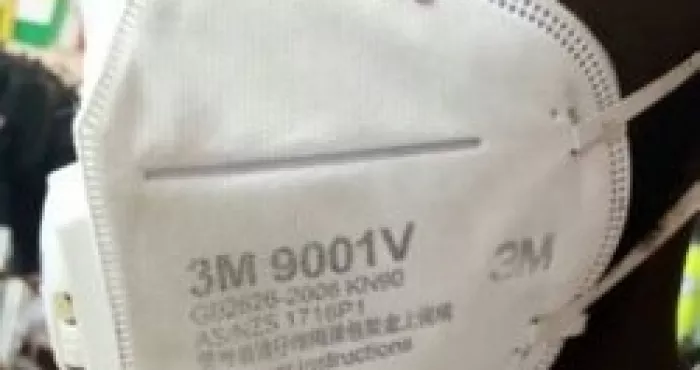 3M 9001V
3M
GB2626-2006 KN90
AS/NZS 1716P1
instructions